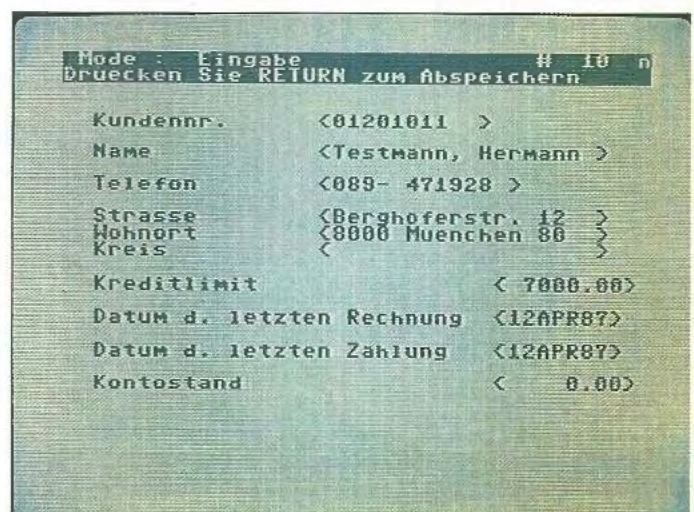 Mode : Eingabe # 10 n
Druecken Sie RETURN zum Abspeichern
Kundennr. <01201011 >
Name <Testmann, Hermann >
Telefon <089- 471928 >
Strasse <Berghoferstr. 12 >
Wohnort <8000 Muenchen 80 >
Kreis < >
Kreditlimit < 7000.00>
Datum d. letzten Rechnung <12APR87>
Datum d. letzten Zahlung <12APR87>
Kontostand < 0.00>